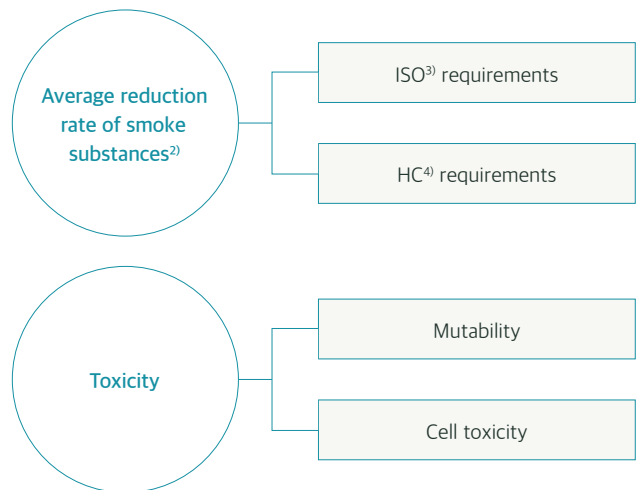 Average reduction
rate of smoke
substances2)
ISO3) requirements
HC4) requirements
Toxicity
Mutability
Cell toxicity